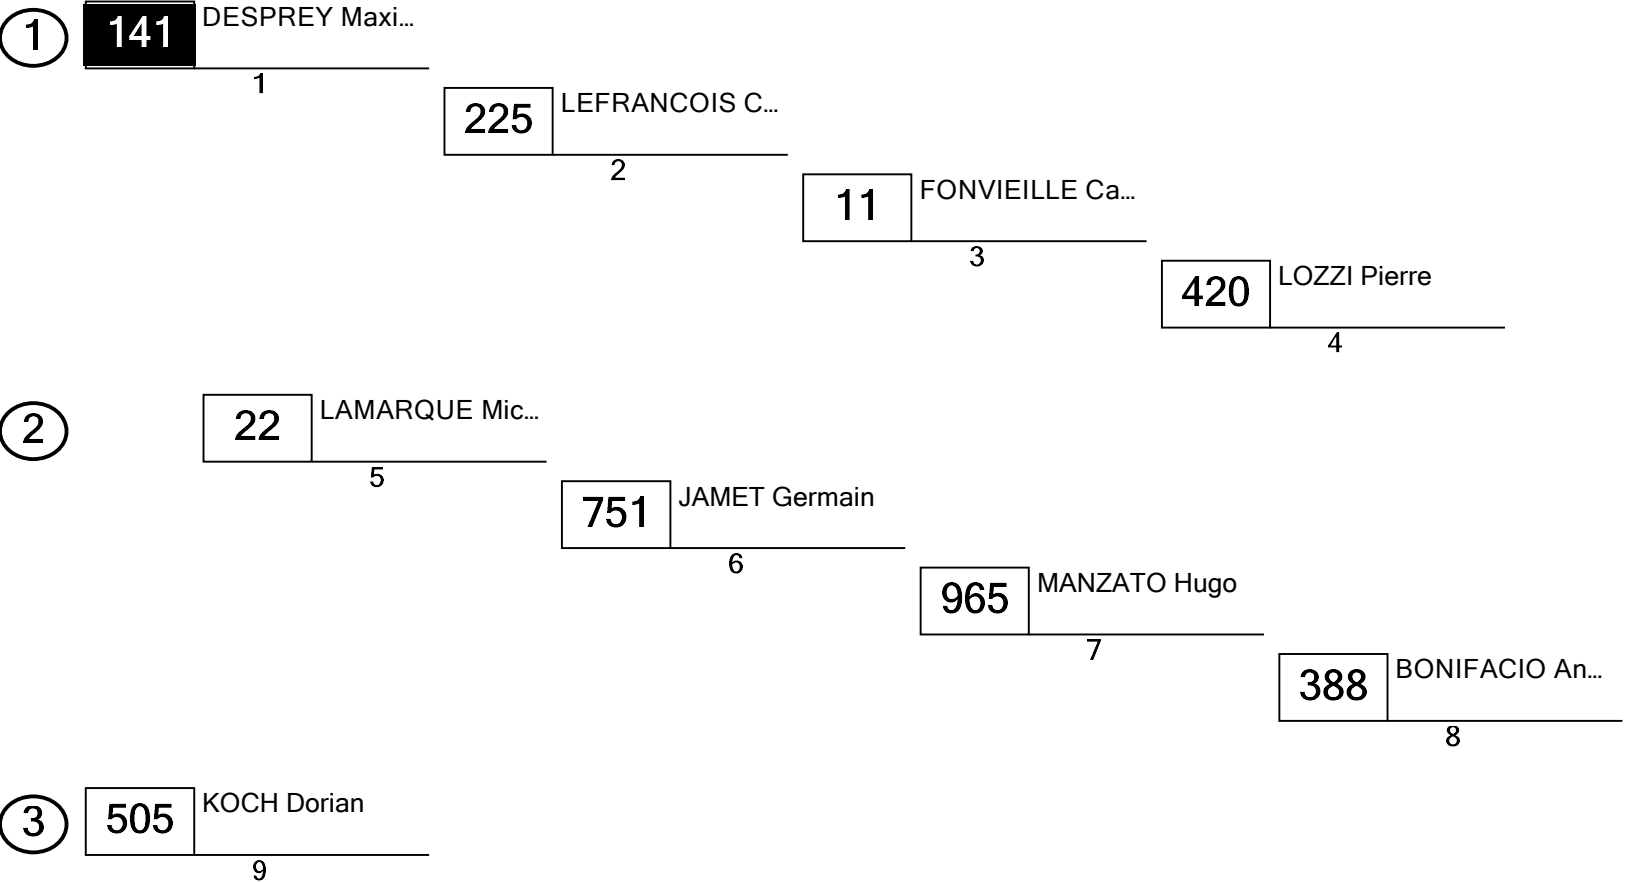 1 141 DESPREY Maxi...
1
225 LEFRANCOIS C...
2
11 FONVIEILLE Ca...
3
420 LOZZI Pierre
4
2 22 LAMARQUE Mic...
5
751 JAMET Germain
6
965 MANZATO Hugo
7
388 BONIFACIO An...
8
3 505 KOCH Dorian
9